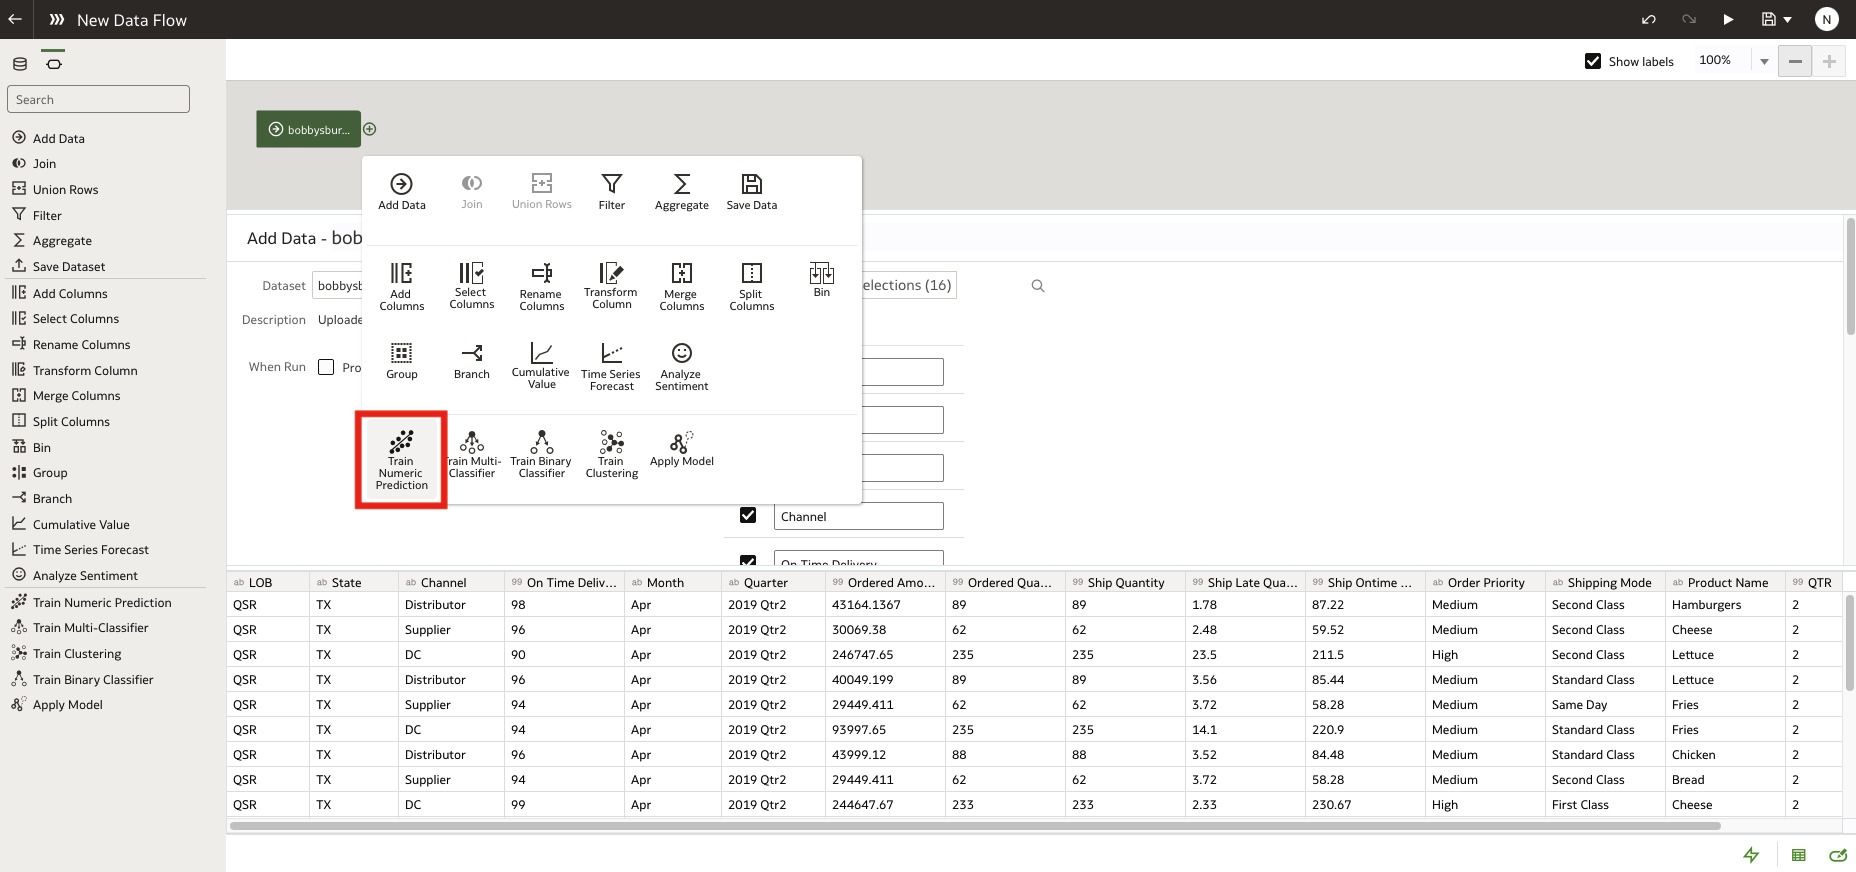 New Data Flow
N
Show labels 100%
Search
Add Data
Join
Union Rows
Filter
Aggregate
Save Dataset
Add Columns
Select Columns
Rename Columns
Transform Column
Merge Columns
Split Columns
Bin
Group
Branch
Cumulative Value
Time Series Forecast
Analyze Sentiment
Train Numeric Prediction
Train Multi-Classifier
Train Clustering
Train Binary Classifier
Apply Model
bobbysbur...
Add Data Join Union Rows Filter Aggregate Save Data
Add Columns Select Columns Rename Columns Transform Column Merge Columns Split Columns Bin
Group Branch Cumulative Value Time Series Forecast Analyze Sentiment
Train Numeric Prediction Train Multi-Classifier Train Binary Classifier Train Clustering Apply Model
Add Data - bob
Dataset bobbysb elections (16)
Description Uploade
When Run Pro
Channel
On Time Delivery
ab LOB ab State ab Channel 99 On Time Deliv... ab Month ab Quarter 99 Ordered Amo... 99 Ordered Qua... 99 Ship Quantity 99 Ship Late Qua... 99 Ship Ontime ... ab Order Priority ab Shipping Mode ab Product Name 99 QTR
QSR TX Distributor 98 Apr 2019 Qtr2 43164.1367 89 89 1.78 87.22 Medium Second Class Hamburgers 2
QSR TX Supplier 96 Apr 2019 Qtr2 30069.38 62 62 2.48 59.52 Medium Second Class Cheese 2
QSR TX DC 90 Apr 2019 Qtr2 246747.65 235 235 23.5 211.5 High Second Class Lettuce 2
QSR TX Distributor 96 Apr 2019 Qtr2 40049.199 89 89 3.56 85.44 Medium Standard Class Lettuce 2
QSR TX Supplier 94 Apr 2019 Qtr2 29449.411 62 62 3.72 58.28 Medium Same Day Fries 2
QSR TX DC 94 Apr 2019 Qtr2 93997.65 235 235 14.1 220.9 Medium Standard Class Fries 2
QSR TX Distributor 96 Apr 2019 Qtr2 43999.12 88 88 3.52 84.48 Medium Standard Class Chicken 2
QSR TX Supplier 94 Apr 2019 Qtr2 29449.411 62 62 3.72 58.28 Medium Second Class Bread 2
QSR TX DC 99 Apr 2019 Qtr2 244647.67 233 233 2.33 230.67 High First Class Cheese 2